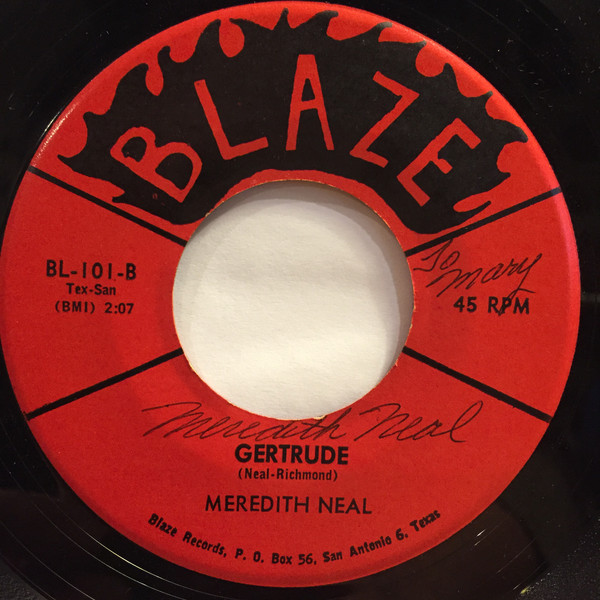 BLAZE
BL-101-B
Tex-San
(BMI) 2:07
To
Mary
45 RPM
Meredith Neal
GERTRUDE
(Neal-Richmond)
MEREDITH NEAL
Blaze Records, P. O. Box 56, San Antonio 6, Texas